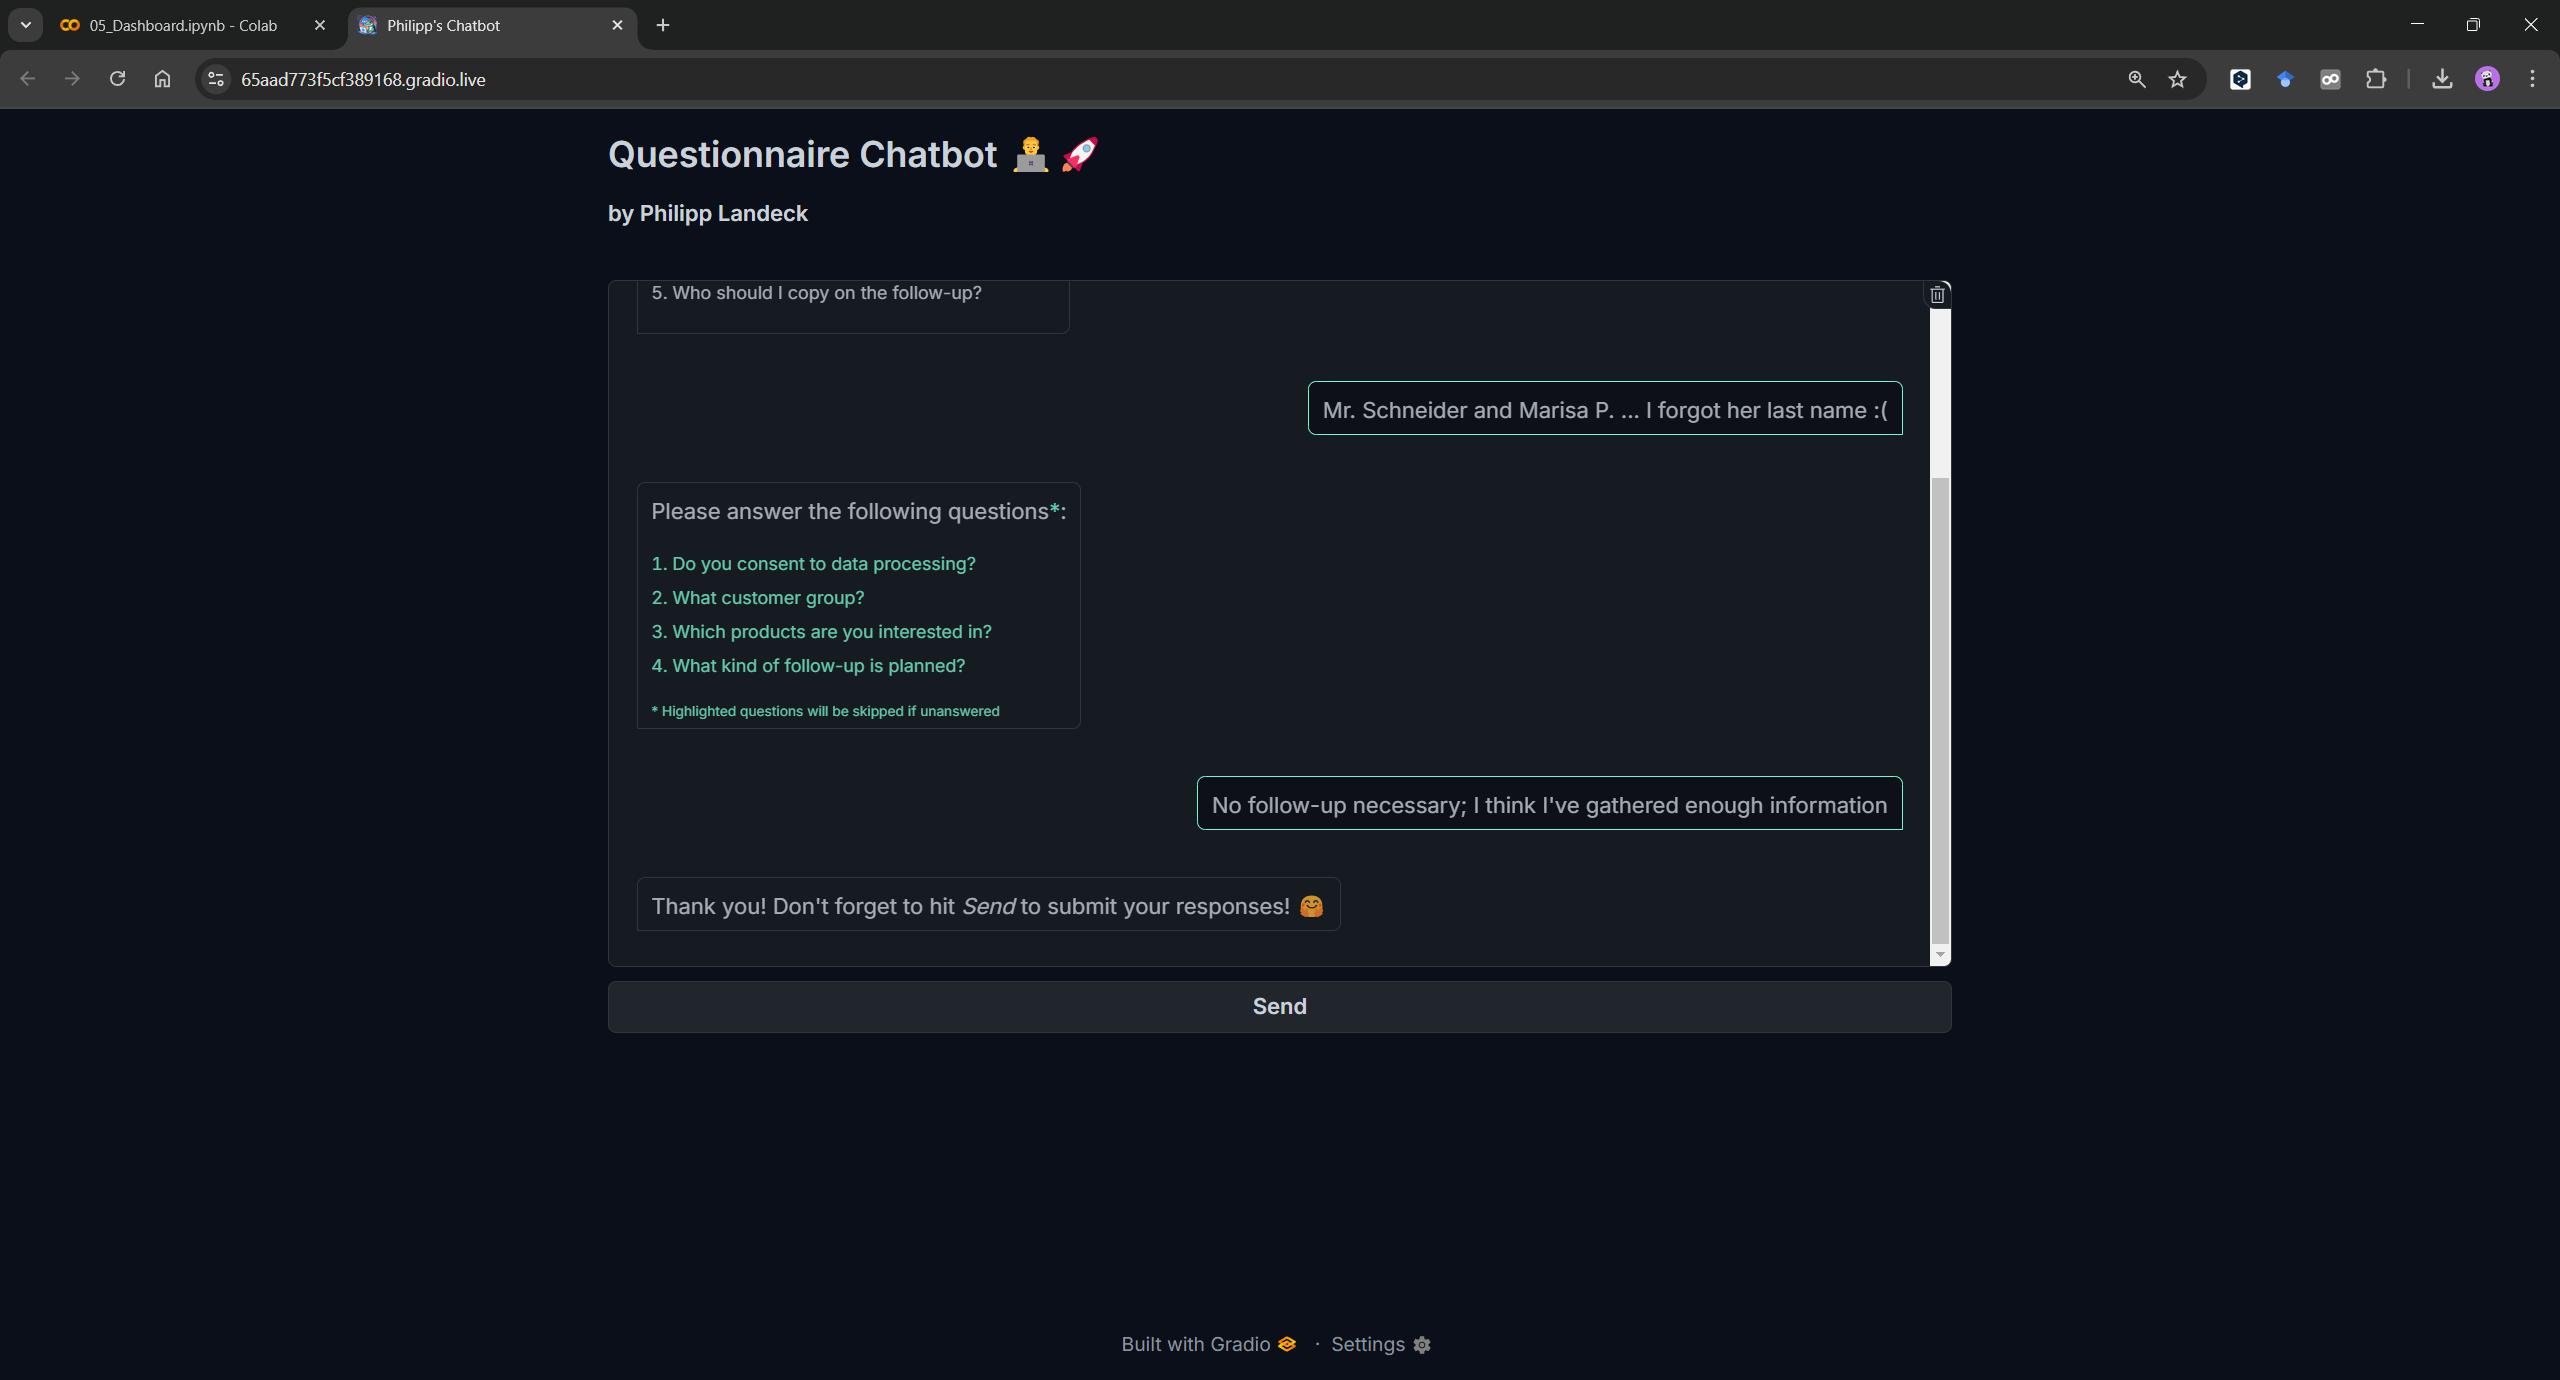 05_Dashboard.ipynb - Colab
Philipp's Chatbot
65aad773f5cf389168.gradio.live
Questionnaire Chatbot 👨‍💻 🚀
by Philipp Landeck
5. Who should I copy on the follow-up?
Mr. Schneider and Marisa P. ... I forgot her last name :(
Please answer the following questions*:
1. Do you consent to data processing?
2. What customer group?
3. Which products are you interested in?
4. What kind of follow-up is planned?
* Highlighted questions will be skipped if unanswered
No follow-up necessary; I think I've gathered enough information
Thank you! Don't forget to hit Send to submit your responses! 🤗
Send
Built with Gradio · Settings